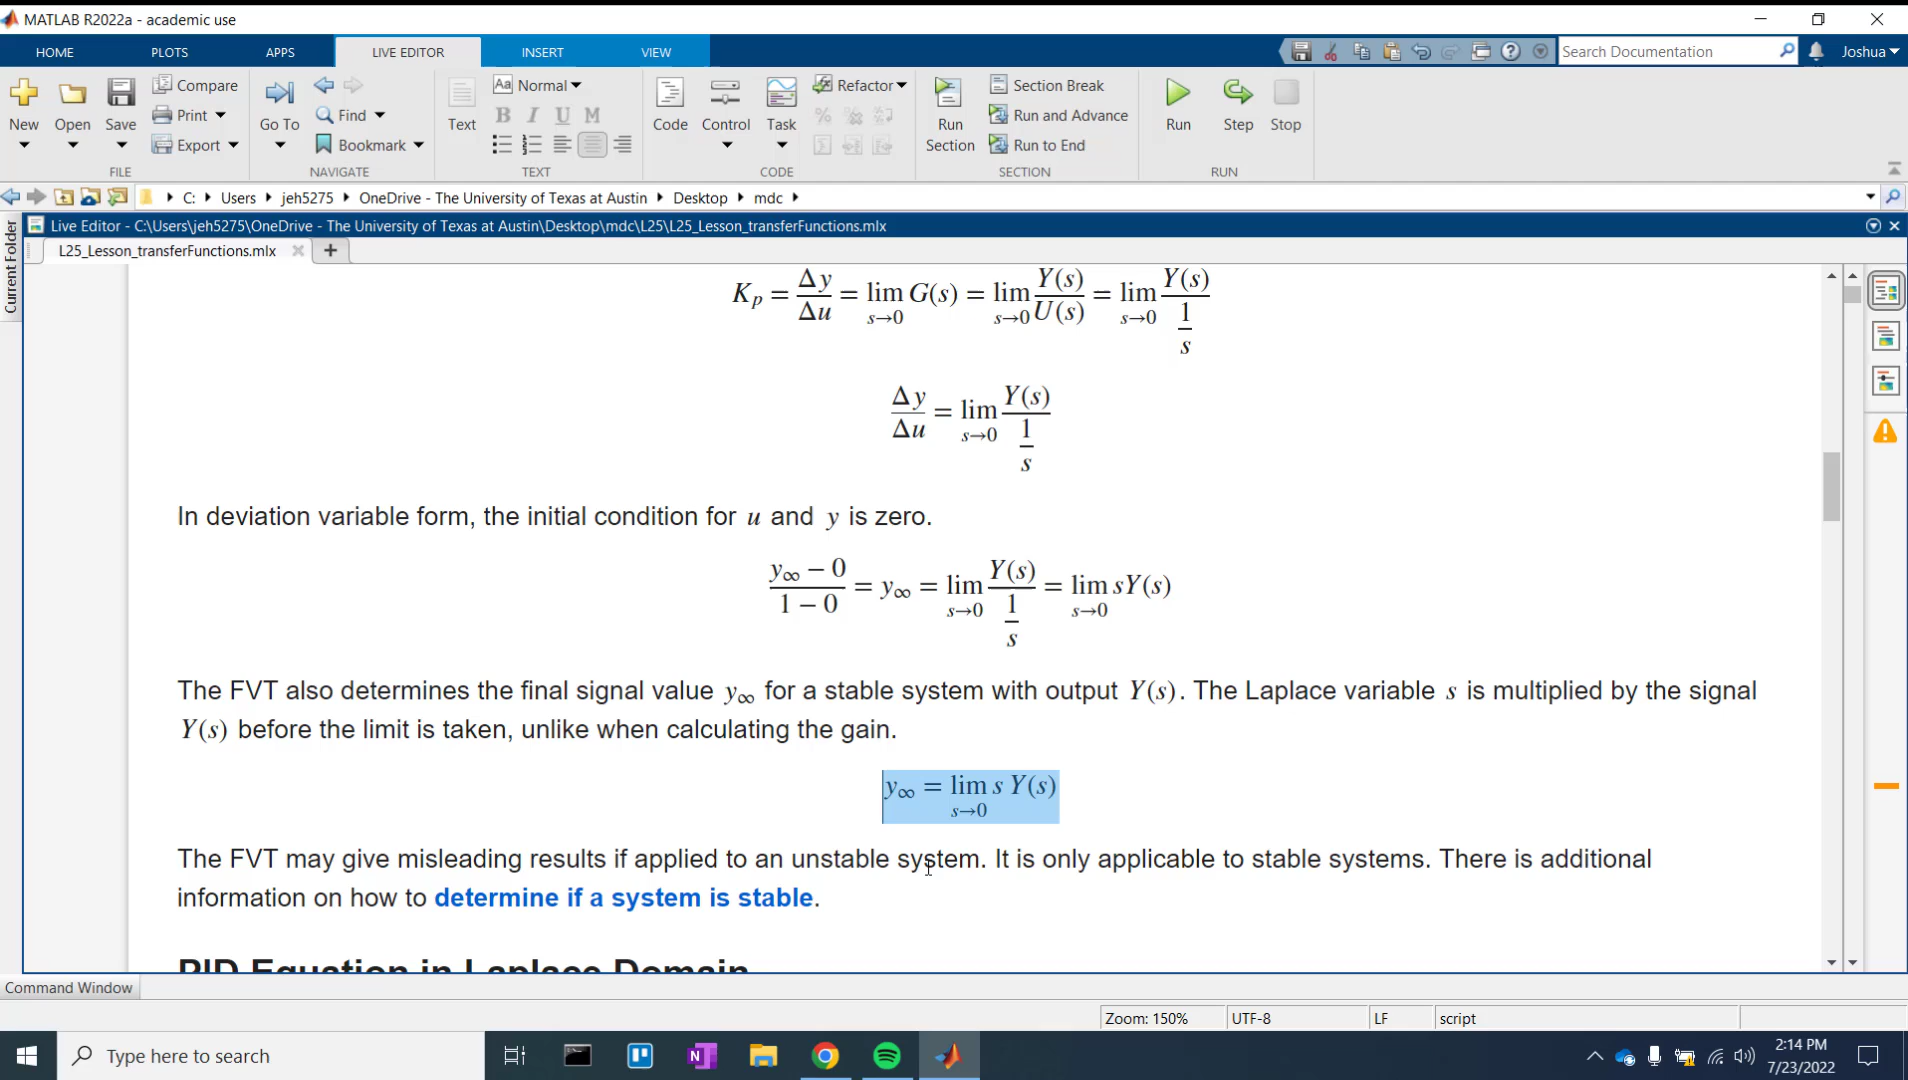 MATLAB R2022a - academic use
HOME PLOTS APPS LIVE EDITOR INSERT VIEW Search Documentation Joshua
New Open Save Compare Print Export Go To Find Bookmark Text Aa Normal B I U M Code Control Task Refactor Run Section Section Break Run and Advance Run to End Run Step Stop
FILE NAVIGATE TEXT CODE SECTION RUN
C: Users jeh5275 OneDrive - The University of Texas at Austin Desktop mdc
Current Folder
Live Editor - C:\Users\jeh5275\OneDrive - The University of Texas at Austin\Desktop\mdc\L25\L25_Lesson_transferFunctions.mlx
L25_Lesson_transferFunctions.mlx
K_p = Δy/Δu = lim_{s→0} G(s) = lim_{s→0} Y(s)/U(s) = lim_{s→0} Y(s)/(1/s)
Δy/Δu = lim_{s→0} Y(s)/(1/s)
In deviation variable form, the initial condition for u and y is zero.
(y_∞ − 0)/(1 − 0) = y_∞ = lim_{s→0} Y(s)/(1/s) = lim_{s→0} sY(s)
The FVT also determines the final signal value y_∞ for a stable system with output Y(s). The Laplace variable s is multiplied by the signal
Y(s) before the limit is taken, unlike when calculating the gain.
y_∞ = lim_{s→0} s Y(s)
The FVT may give misleading results if applied to an unstable system. It is only applicable to stable systems. There is additional
information on how to determine if a system is stable.
PID Equation in Laplace Domain
Command Window
Zoom: 150% UTF-8 LF script
Type here to search
2:14 PM
7/23/2022